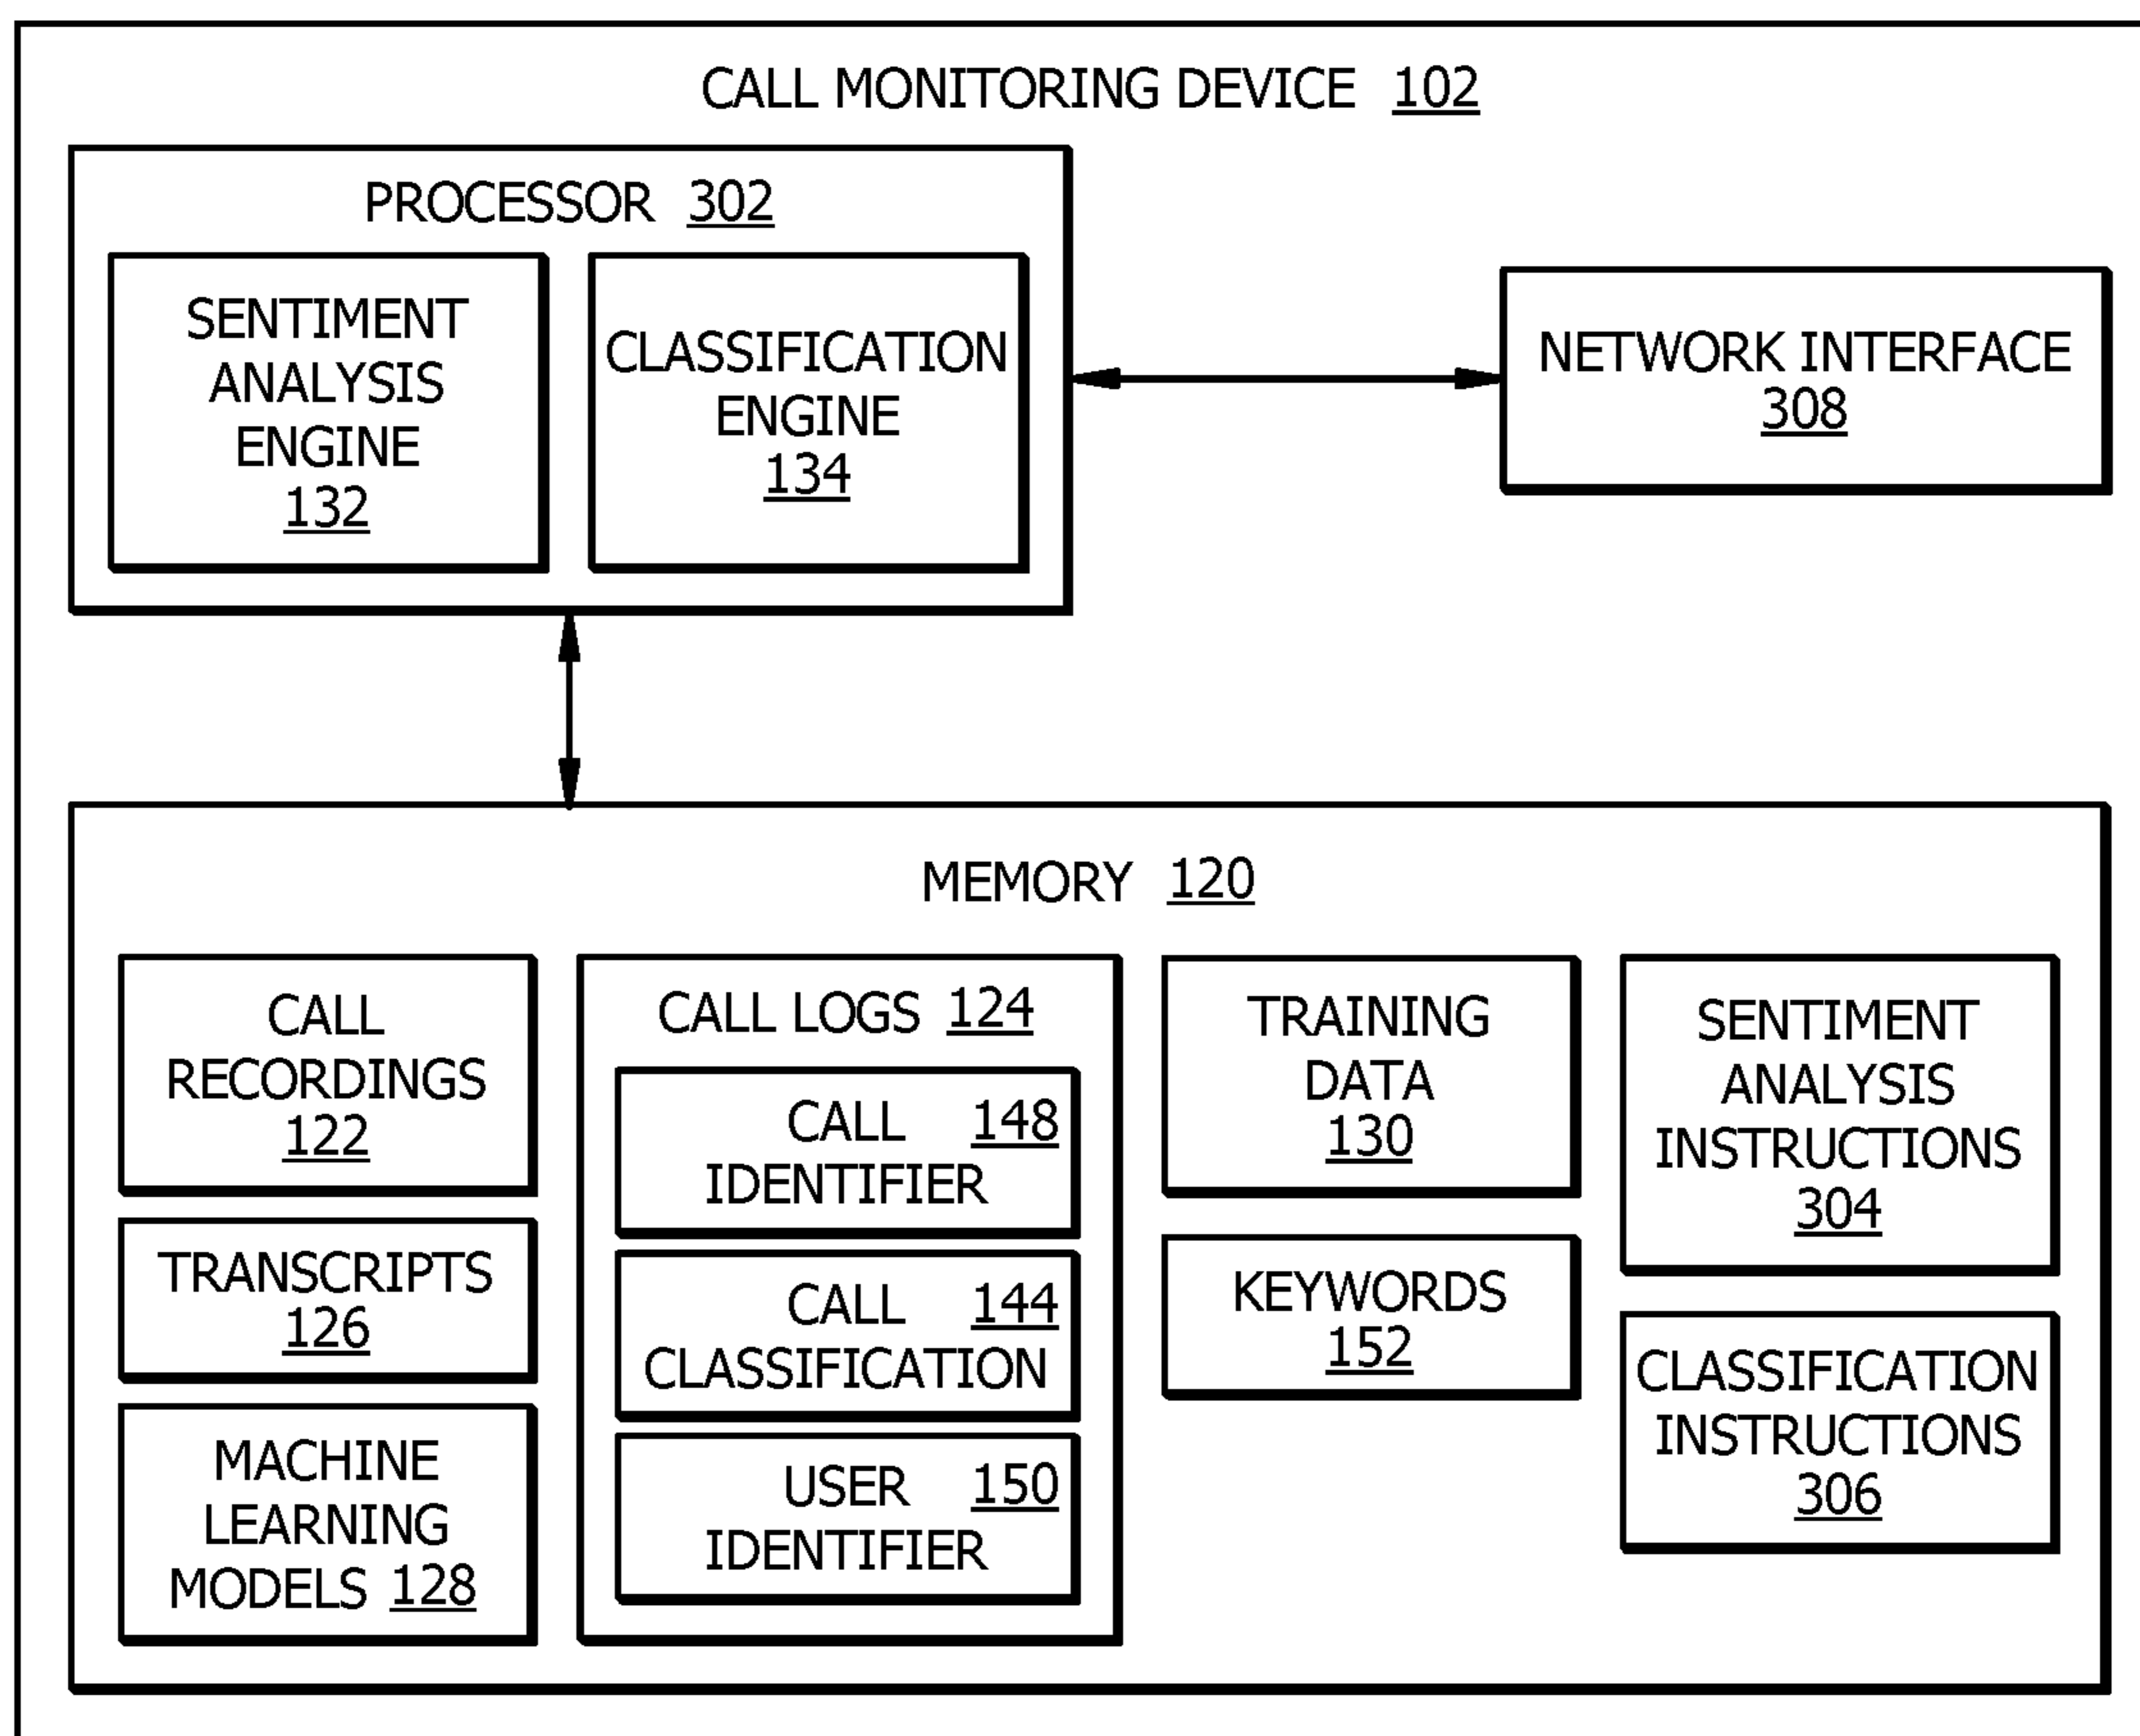 CALL MONITORING DEVICE 102
PROCESSOR 302
SENTIMENT
ANALYSIS
ENGINE
132
CLASSIFICATION
ENGINE
134
NETWORK INTERFACE
308
MEMORY 120
CALL
RECORDINGS
122
TRANSCRIPTS
126
MACHINE
LEARNING
MODELS 128
CALL LOGS 124
CALL 148
IDENTIFIER
CALL 144
CLASSIFICATION
USER 150
IDENTIFIER
TRAINING
DATA
130
KEYWORDS
152
SENTIMENT
ANALYSIS
INSTRUCTIONS
304
CLASSIFICATION
INSTRUCTIONS
306